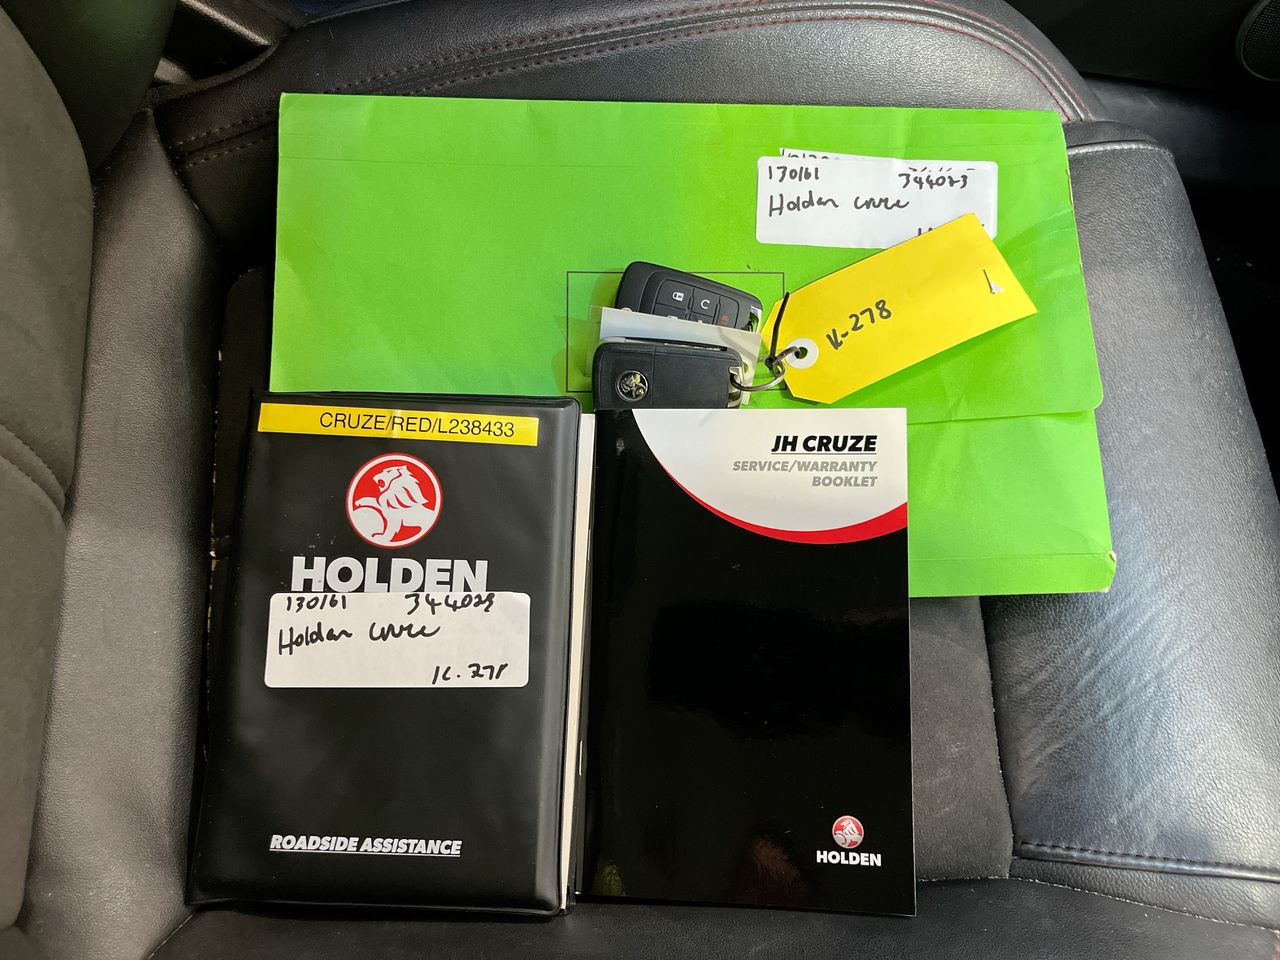 130161 344023
Holden Cruze
K-278
CRUZE/RED/L238433
HOLDEN
130161 344023
Holden Cruze
K-278
ROADSIDE ASSISTANCE
JH CRUZE
SERVICE/WARRANTY
BOOKLET
HOLDEN